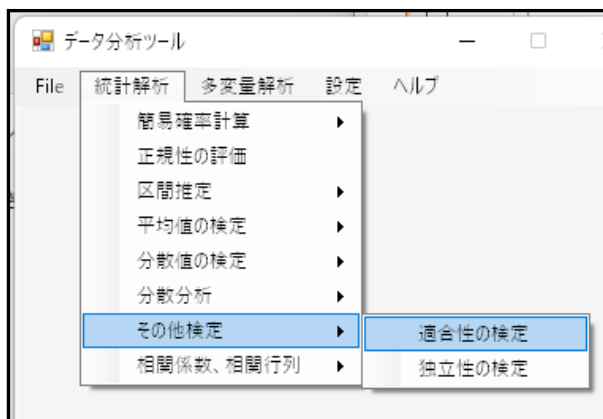 データ分析ツール
File 統計解析 多変量解析 設定 ヘルプ
簡易確率計算
正規性の評価
区間推定
平均値の検定
分散値の検定
分散分析
その他検定
適合性の検定
相関係数、相関行列
独立性の検定